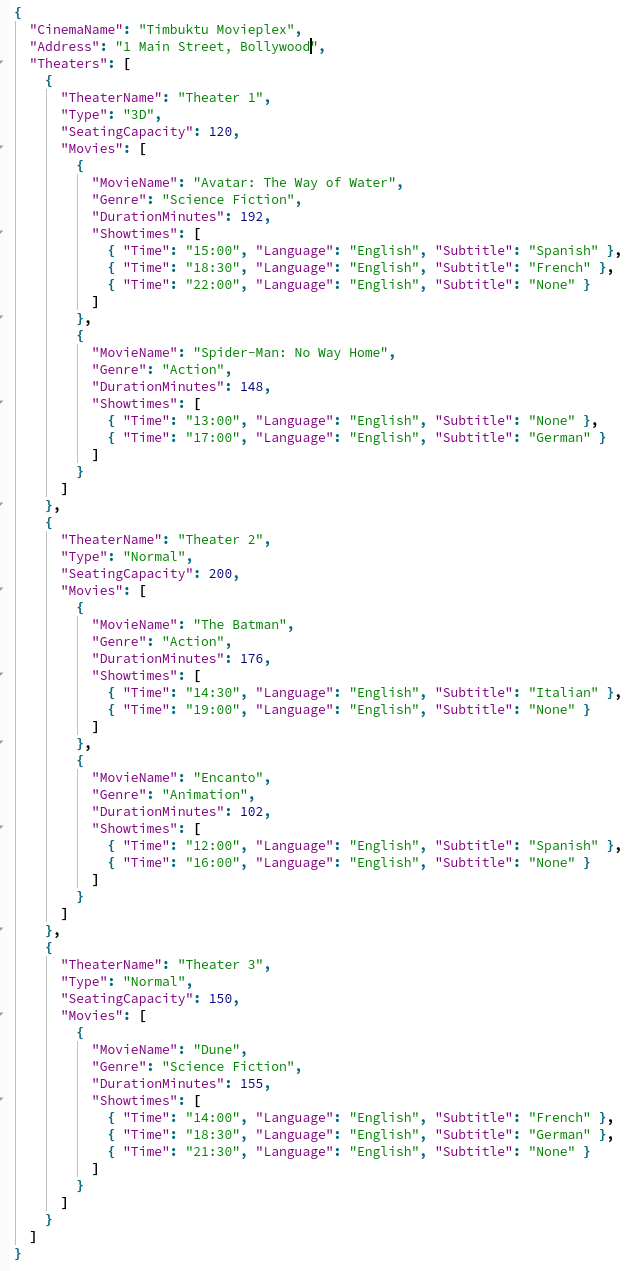 {
  "CinemaName": "Timbuktu Movieplex",
  "Address": "1 Main Street, Bollywood",
  "Theaters": [
    {
      "TheaterName": "Theater 1",
      "Type": "3D",
      "SeatingCapacity": 120,
      "Movies": [
        {
          "MovieName": "Avatar: The Way of Water",
          "Genre": "Science Fiction",
          "DurationMinutes": 192,
          "Showtimes": [
            { "Time": "15:00", "Language": "English", "Subtitle": "Spanish" },
            { "Time": "18:30", "Language": "English", "Subtitle": "French" },
            { "Time": "22:00", "Language": "English", "Subtitle": "None" }
          ]
        },
        {
          "MovieName": "Spider-Man: No Way Home",
          "Genre": "Action",
          "DurationMinutes": 148,
          "Showtimes": [
            { "Time": "13:00", "Language": "English", "Subtitle": "None" },
            { "Time": "17:00", "Language": "English", "Subtitle": "German" }
          ]
        }
      ]
    },
    {
      "TheaterName": "Theater 2",
      "Type": "Normal",
      "SeatingCapacity": 200,
      "Movies": [
        {
          "MovieName": "The Batman",
          "Genre": "Action",
          "DurationMinutes": 176,
          "Showtimes": [
            { "Time": "14:30", "Language": "English", "Subtitle": "Italian" },
            { "Time": "19:00", "Language": "English", "Subtitle": "None" }
          ]
        },
        {
          "MovieName": "Encanto",
          "Genre": "Animation",
          "DurationMinutes": 102,
          "Showtimes": [
            { "Time": "12:00", "Language": "English", "Subtitle": "Spanish" },
            { "Time": "16:00", "Language": "English", "Subtitle": "None" }
          ]
        }
      ]
    },
    {
      "TheaterName": "Theater 3",
      "Type": "Normal",
      "SeatingCapacity": 150,
      "Movies": [
        {
          "MovieName": "Dune",
          "Genre": "Science Fiction",
          "DurationMinutes": 155,
          "Showtimes": [
            { "Time": "14:00", "Language": "English", "Subtitle": "French" },
            { "Time": "18:30", "Language": "English", "Subtitle": "German" },
            { "Time": "21:30", "Language": "English", "Subtitle": "None" }
          ]
        }
      ]
    }
  ]
}